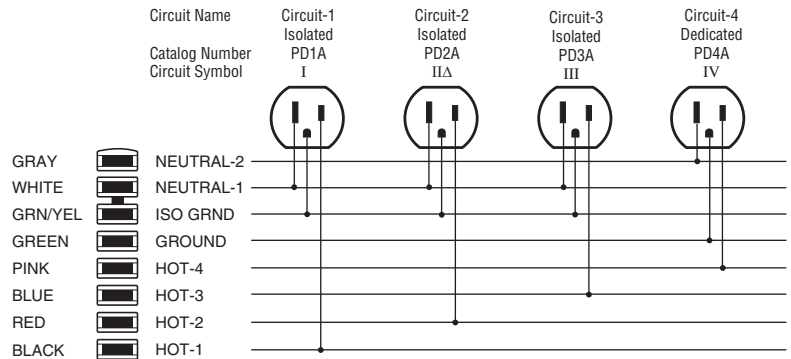 Circuit Name Circuit-1 Circuit-2 Circuit-3 Circuit-4
Isolated Isolated Isolated Dedicated
Catalog Number PD1A PD2A PD3A PD4A
Circuit Symbol I IIΔ III IV
GRAY NEUTRAL-2
WHITE NEUTRAL-1
GRN/YEL ISO GRND
GREEN GROUND
PINK HOT-4
BLUE HOT-3
RED HOT-2
BLACK HOT-1